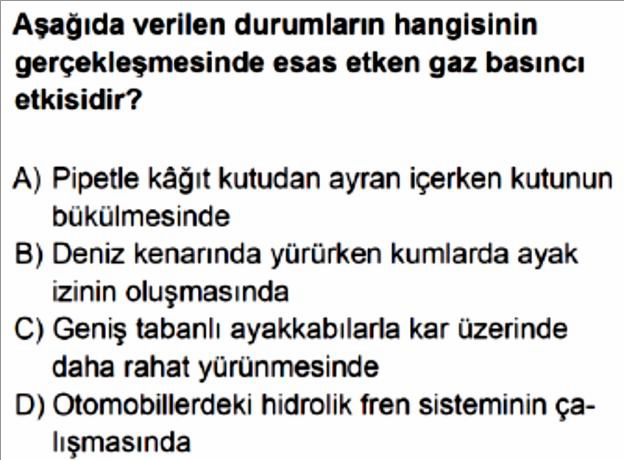 Aşağıda verilen durumların hangisinin
gerçekleşmesinde esas etken gaz basıncı
etkisidir?
A) Pipetle kâğıt kutudan ayran içerken kutunun
bükülmesinde
B) Deniz kenarında yürürken kumlarda ayak
izinin oluşmasında
C) Geniş tabanlı ayakkabılarla kar üzerinde
daha rahat yürünmesinde
D) Otomobillerdeki hidrolik fren sisteminin ça-
lışmasında